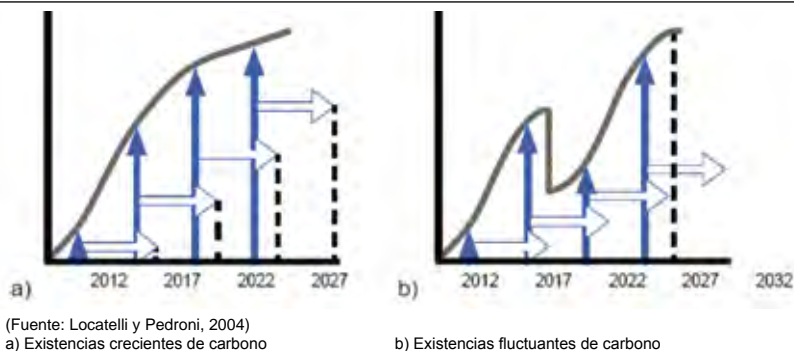 a) 2012 2017 2022 2027 b) 2012 2017 2022 2027 2032
(Fuente: Locatelli y Pedroni, 2004)
a) Existencias crecientes de carbono b) Existencias fluctuantes de carbono